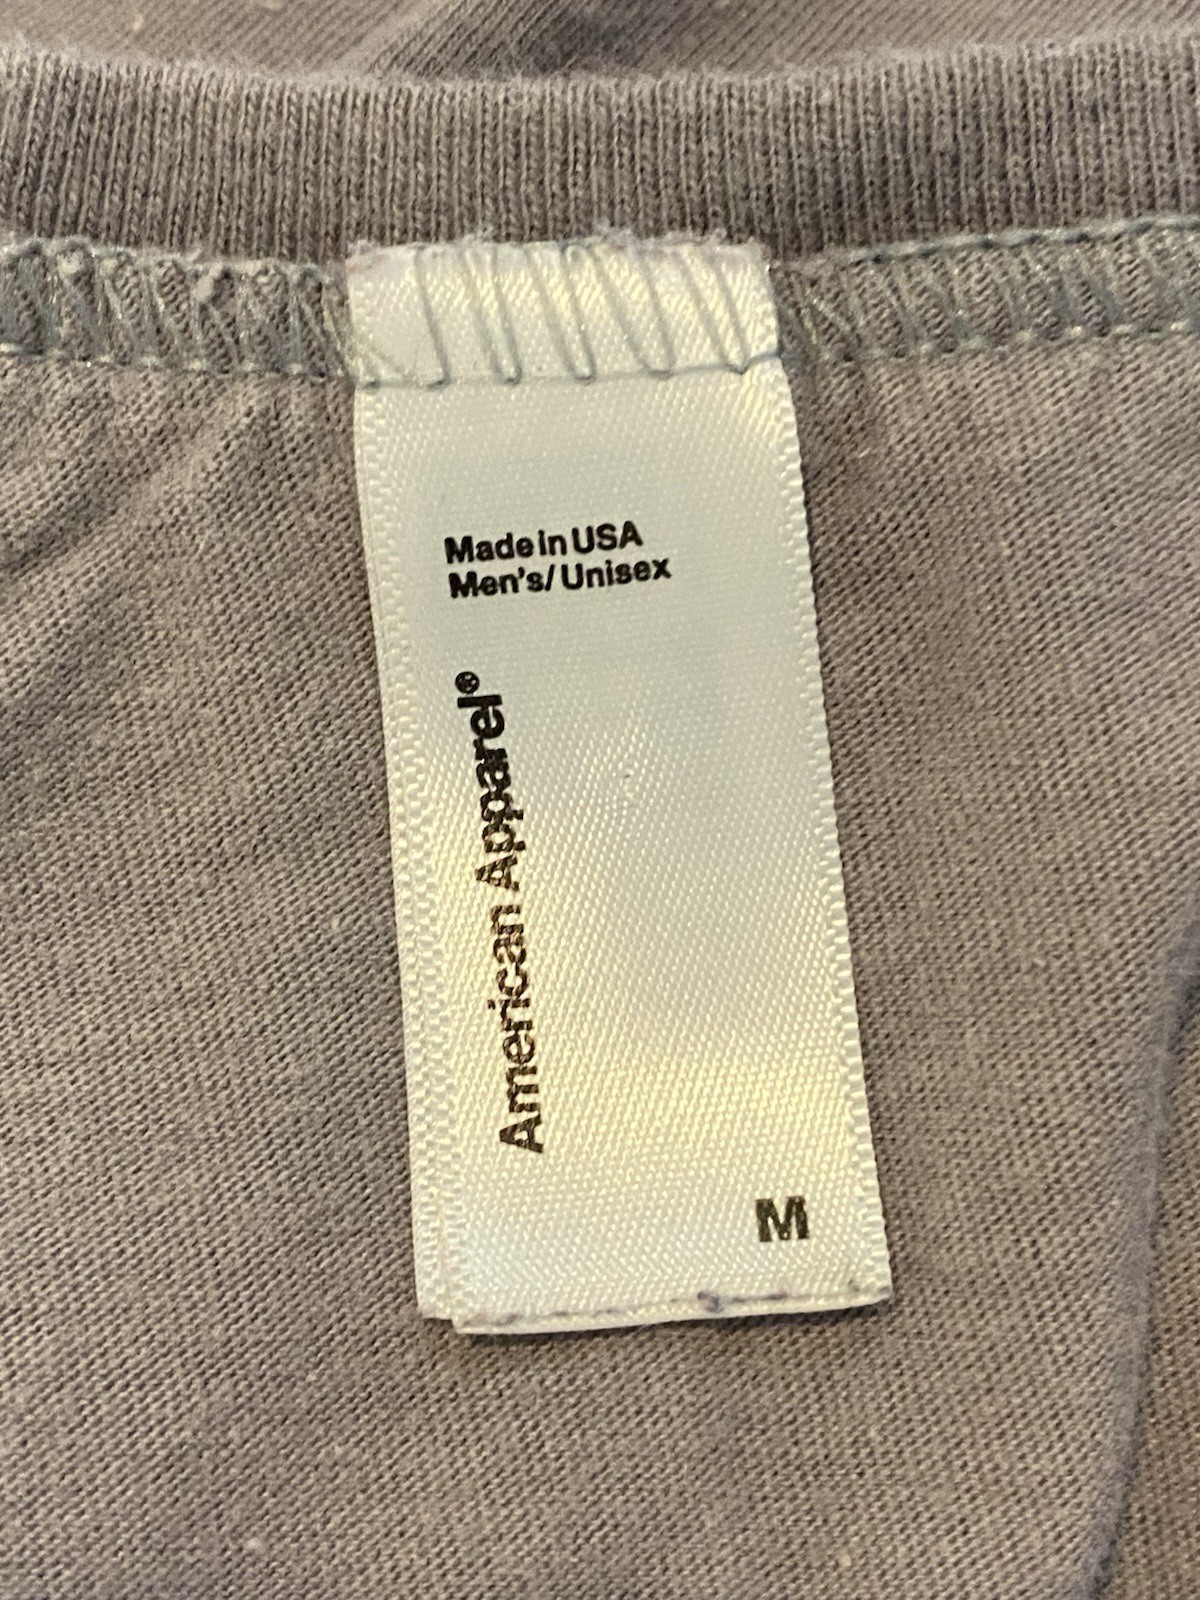 Made in USA
Men's/Unisex
American Apparel®
M